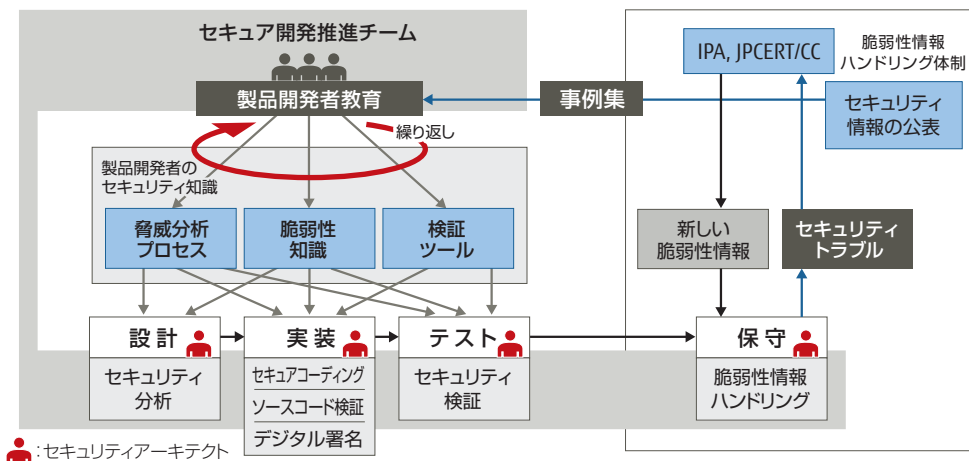 セキュア開発推進チーム
製品開発者教育
繰り返し
製品開発者の
セキュリティ知識
脅威分析
プロセス
脆弱性
知識
検証
ツール
設計
セキュリティ
分析
実装
セキュアコーディング
ソースコード検証
デジタル署名
テスト
セキュリティ
検証
事例集
IPA, JPCERT/CC
脆弱性情報
ハンドリング体制
セキュリティ
情報の公表
新しい
脆弱性情報
セキュリティ
トラブル
保守
脆弱性情報
ハンドリング
:セキュリティアーキテクト